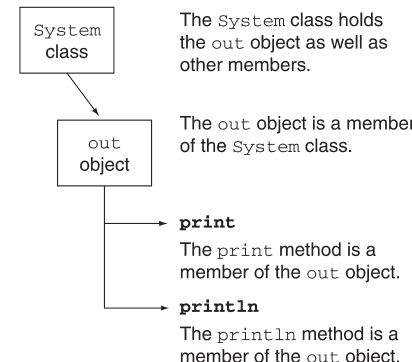 System
class
The System class holds
the out object as well as
other members.
out
object
The out object is a member
of the System class.
print
The print method is a
member of the out object.
println
The println method is a
member of the out object.